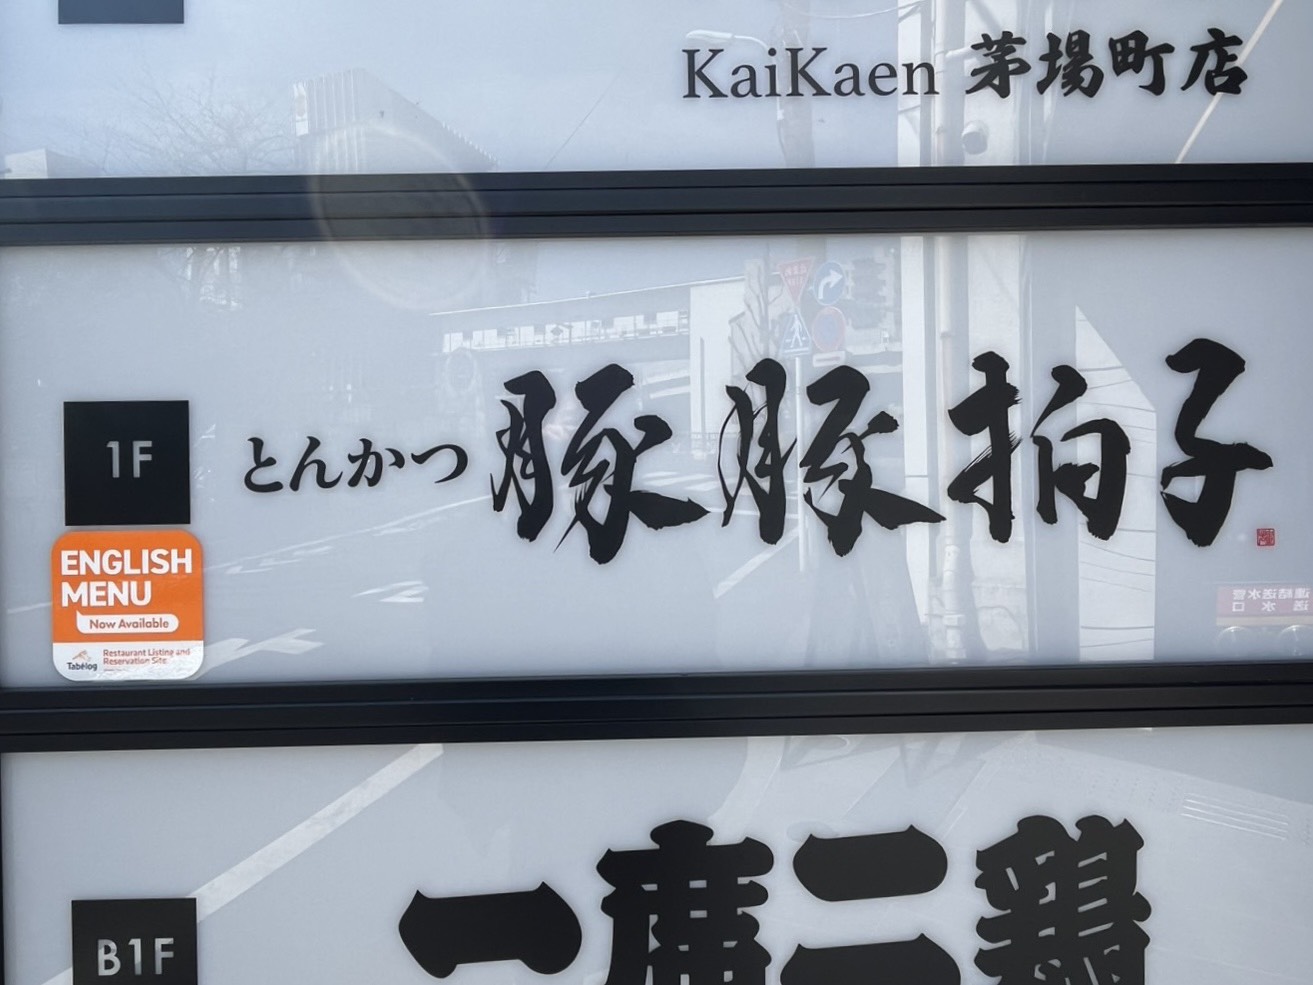 KaiKaen 茅場町店
1F
とんかつ 豚豚拍子
ENGLISH
MENU
Now Available
Tabelog
Restaurant Listing and
Reservation Site
B1F
一席二鶏